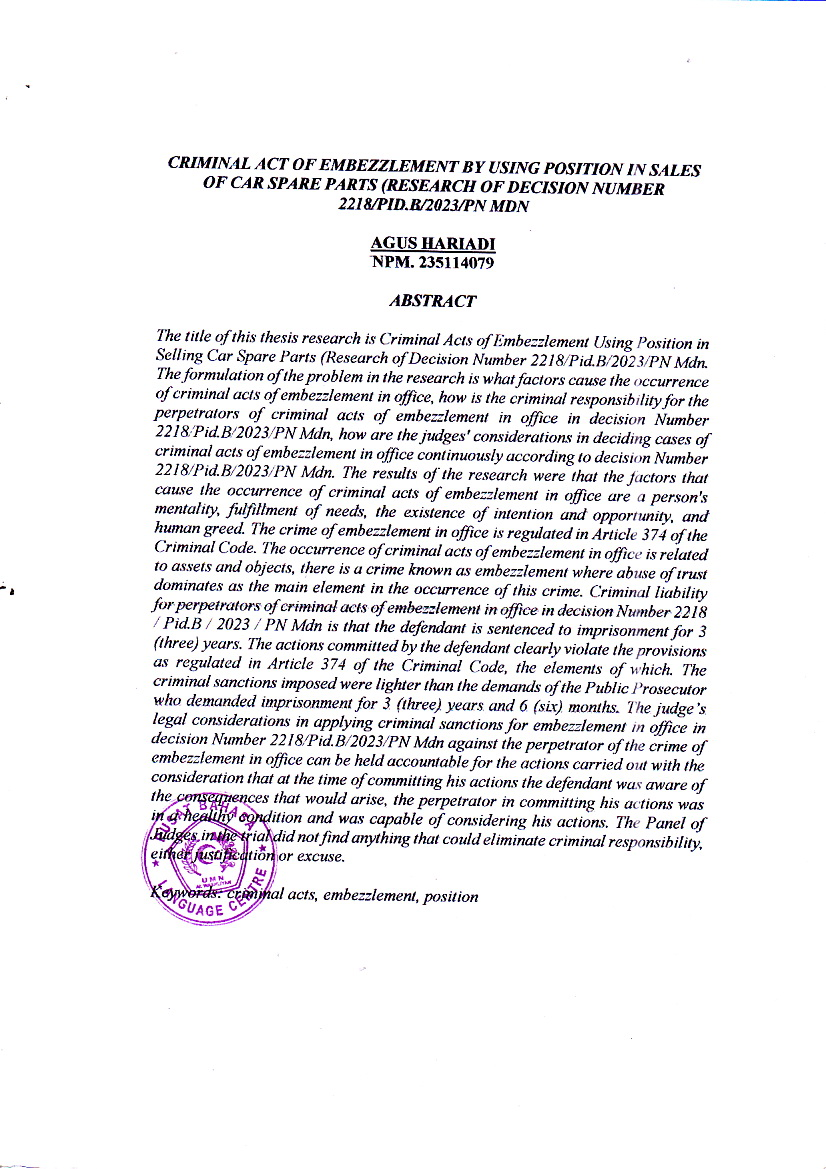 CRIMINAL ACT OF EMBEZZLEMENT BY USING POSITION IN SALES
OF CAR SPARE PARTS (RESEARCH OF DECISION NUMBER
2218/PID.B/2023/PN MDN
AGUS HARIADI
NPM. 235114079
ABSTRACT
The title of this thesis research is Criminal Acts of Embezzlement Using Position in
Selling Car Spare Parts (Research of Decision Number 2218/Pid.B/2023/PN Mdn.
The formulation of the problem in the research is what factors cause the occurrence
of criminal acts of embezzlement in office, how is the criminal responsibility for the
perpetrators of criminal acts of embezzlement in office in decision Number
2218/Pid.B/2023/PN Mdn, how are the judges' considerations in deciding cases of
criminal acts of embezzlement in office continuously according to decision Number
2218/Pid.B/2023/PN Mdn. The results of the research were that the factors that
cause the occurrence of criminal acts of embezzlement in office are a person's
mentality, fulfillment of needs, the existence of intention and opportunity, and
human greed. The crime of embezzlement in office is regulated in Article 374 of the
Criminal Code. The occurrence of criminal acts of embezzlement in office is related
to assets and objects, there is a crime known as embezzlement where abuse of trust
dominates as the main element in the occurrence of this crime. Criminal liability
for perpetrators of criminal acts of embezzlement in office in decision Number 2218
/ Pid.B / 2023 / PN Mdn is that the defendant is sentenced to imprisonment for 3
(three) years. The actions committed by the defendant clearly violate the provisions
as regulated in Article 374 of the Criminal Code, the elements of which. The
criminal sanctions imposed were lighter than the demands of the Public Prosecutor
who demanded imprisonment for 3 (three) years and 6 (six) months. The judge's
legal considerations in applying criminal sanctions for embezzlement in office in
decision Number 2218/Pid.B/2023/PN Mdn against the perpetrator of the crime of
embezzlement in office can be held accountable for the actions carried out with the
consideration that at the time of committing his actions the defendant was aware of
the consequences that would arise, the perpetrator in committing his actions was
in a healthy condition and was capable of considering his actions. The Panel of
Judges in the trial did not find anything that could eliminate criminal responsibility,
either justification or excuse.
Keywords: criminal acts, embezzlement, position
PUSAT BAHASA
UMN
LANGUAGE CENTRE